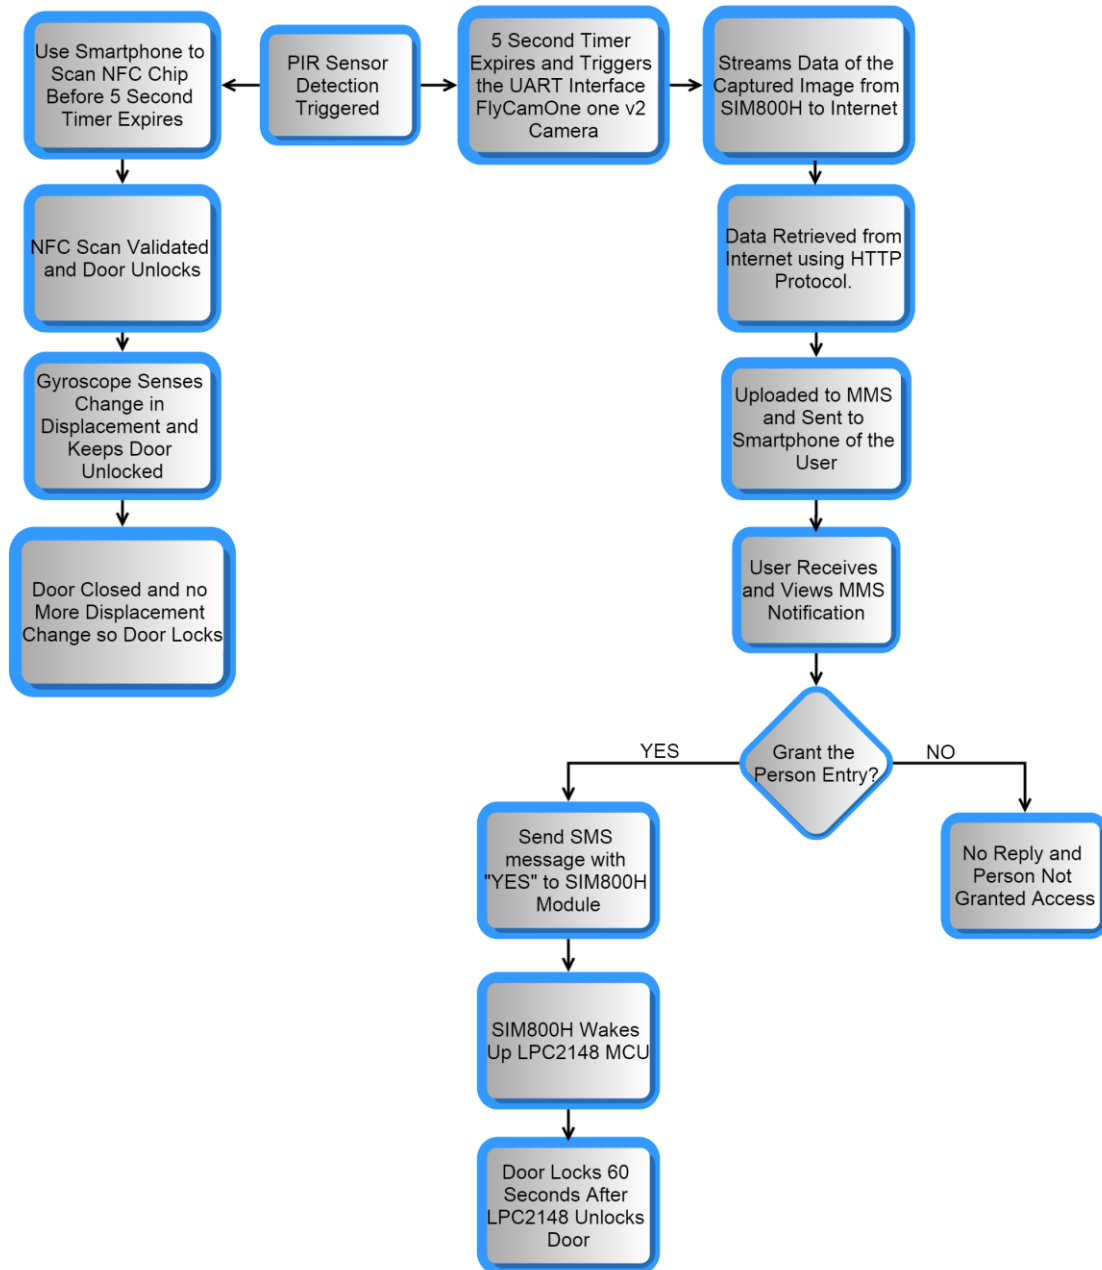 Use Smartphone to
Scan NFC Chip
Before 5 Second
Timer Expires
PIR Sensor
Detection
Triggered
5 Second Timer
Expires and Triggers
the UART Interface
FlyCamOne one v2
Camera
Streams Data of the
Captured Image from
SIM800H to Internet
NFC Scan Validated
and Door Unlocks
Data Retrieved from
Internet using HTTP
Protocol.
Gyroscope Senses
Change in
Displacement and
Keeps Door
Unlocked
Uploaded to MMS
and Sent to
Smartphone of the
User
Door Closed and no
More Displacement
Change so Door Locks
User Receives
and Views MMS
Notification
Grant the
Person Entry?
YES
NO
Send SMS
message with
"YES" to SIM800H
Module
No Reply and
Person Not
Granted Access
SIM800H Wakes
Up LPC2148 MCU
Door Locks 60
Seconds After
LPC2148 Unlocks
Door